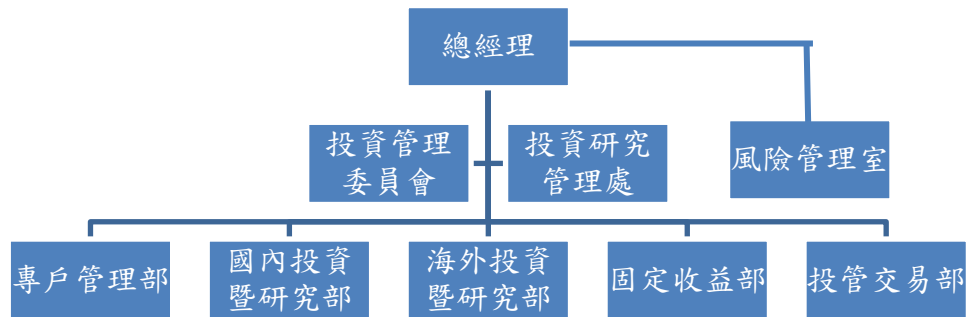 總經理
投資管理
委員會
投資研究
管理處
風險管理室
專戶管理部
國內投資
暨研究部
海外投資
暨研究部
固定收益部
投管交易部